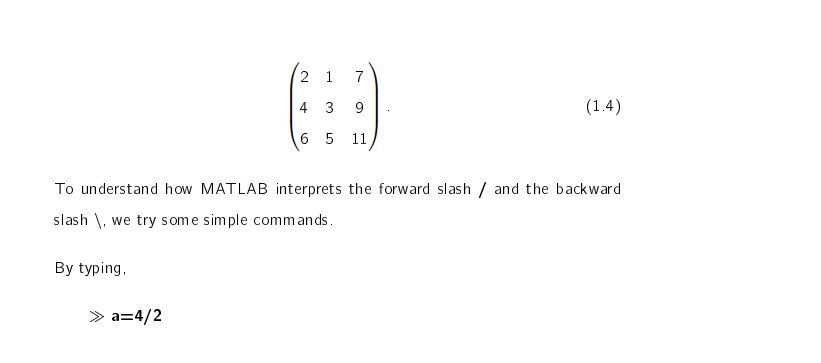 2 1 7
4 3 9 . (1.4)
6 5 11
To understand how MATLAB interprets the forward slash / and the backward
slash \, we try some simple commands.
By typing,
≫ a=4/2